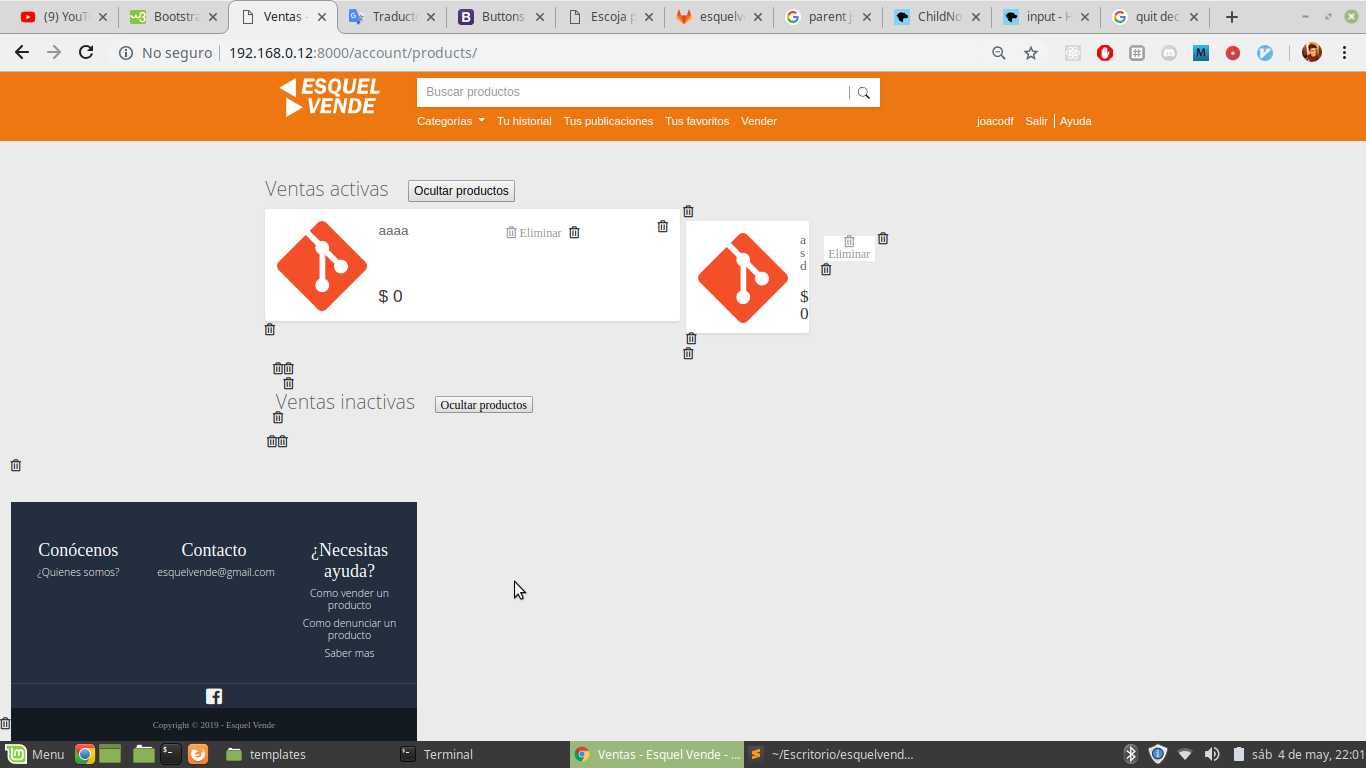 (9) YouTu
Bootstra
Ventas -
Traducto
Buttons
Escoja p
esquelve
parent j
ChildNo
input - H
quit dec
No seguro
192.168.0.12:8000/account/products/
ESQUEL
VENDE
Buscar productos
Categorías
Tu historial
Tus publicaciones
Tus favoritos
Vender
joacodf
Salir
Ayuda
Ventas activas
Ocultar productos
aaaa
Eliminar
$ 0
a
s
d
$
0
Eliminar
Ventas inactivas
Ocultar productos
Conócenos
¿Quienes somos?
Contacto
esquelvende@gmail.com
¿Necesitas
ayuda?
Como vender un
producto
Como denunciar un
producto
Saber mas
Copyright © 2019 - Esquel Vende
Menu
templates
Terminal
Ventas - Esquel Vende - ...
~/Escritorio/esquelvend...
sáb 4 de may, 22:01